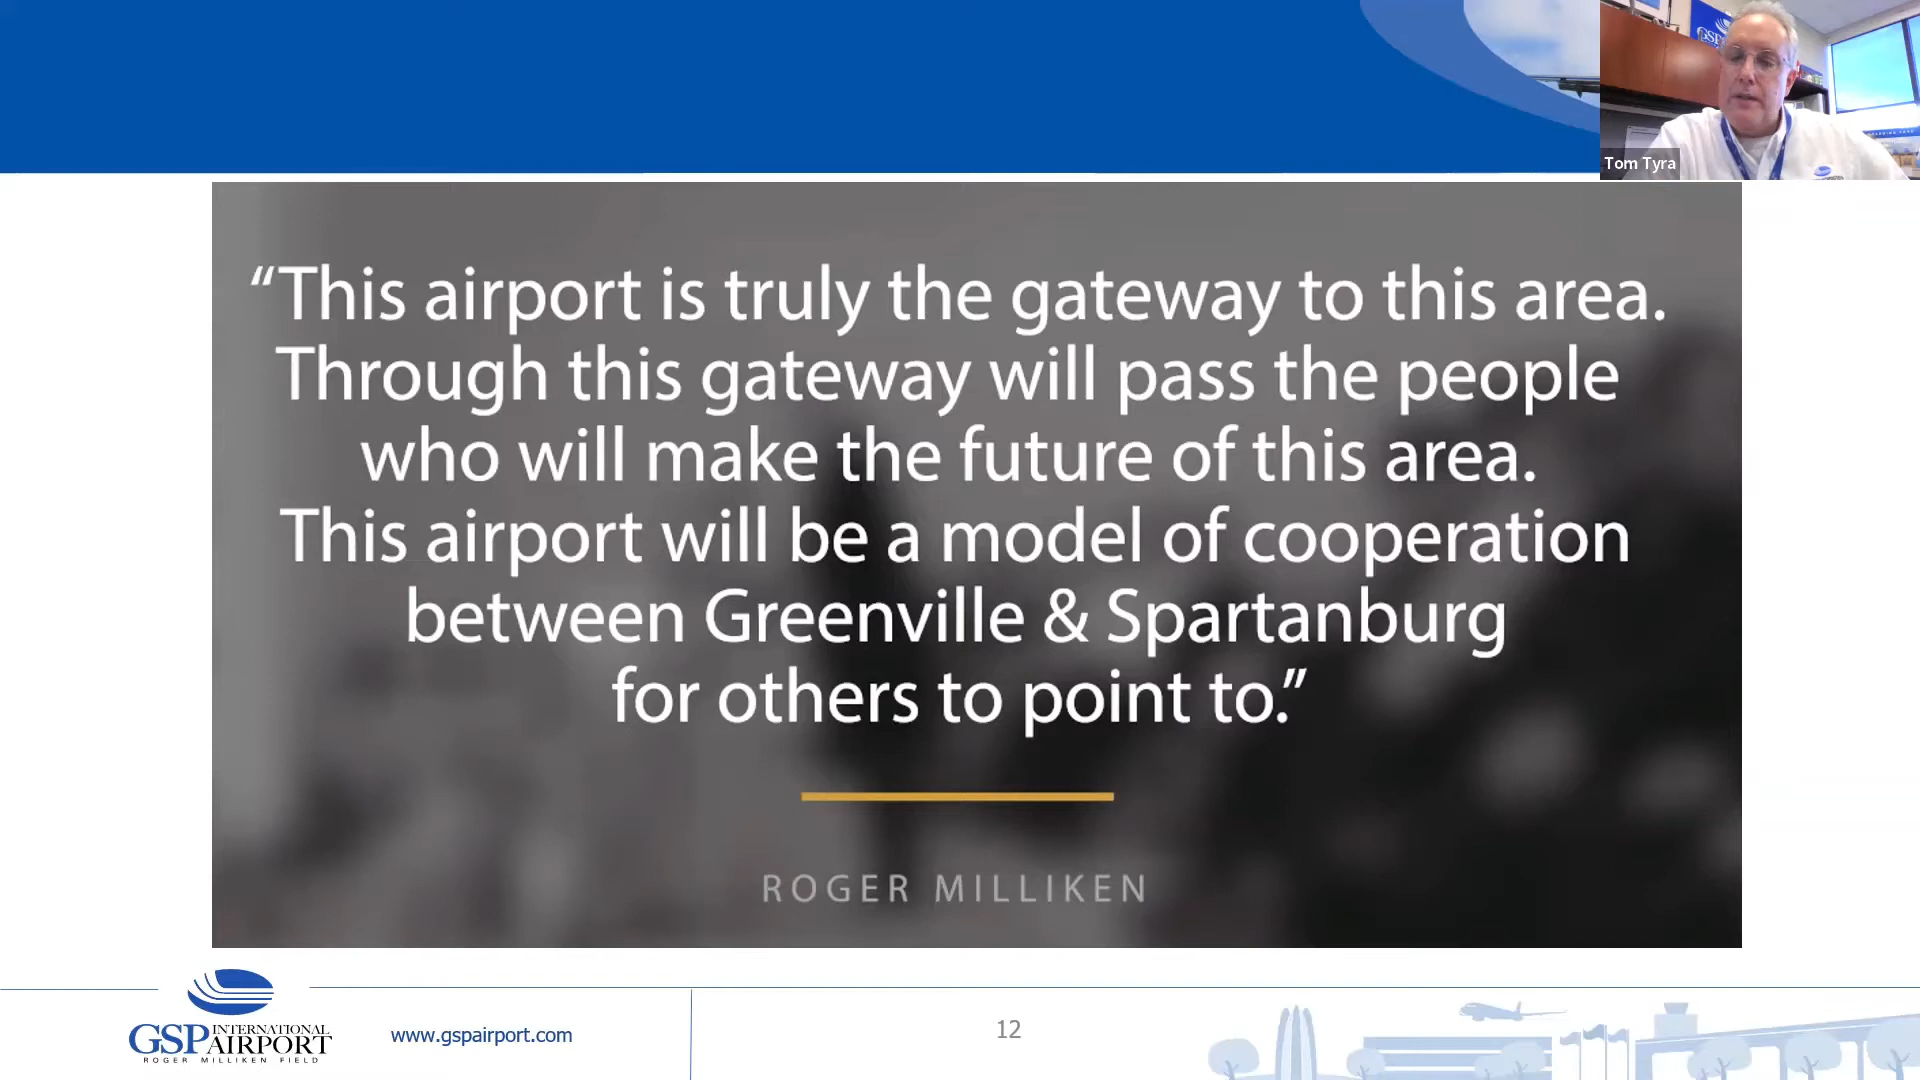 GSP
Tom Tyra
“This airport is truly the gateway to this area.
Through this gateway will pass the people
who will make the future of this area.
This airport will be a model of cooperation
between Greenville & Spartanburg
for others to point to.”
ROGER MILLIKEN
GSP INTERNATIONAL
AIRPORT
ROGER MILLIKEN FIELD
www.gspairport.com
12